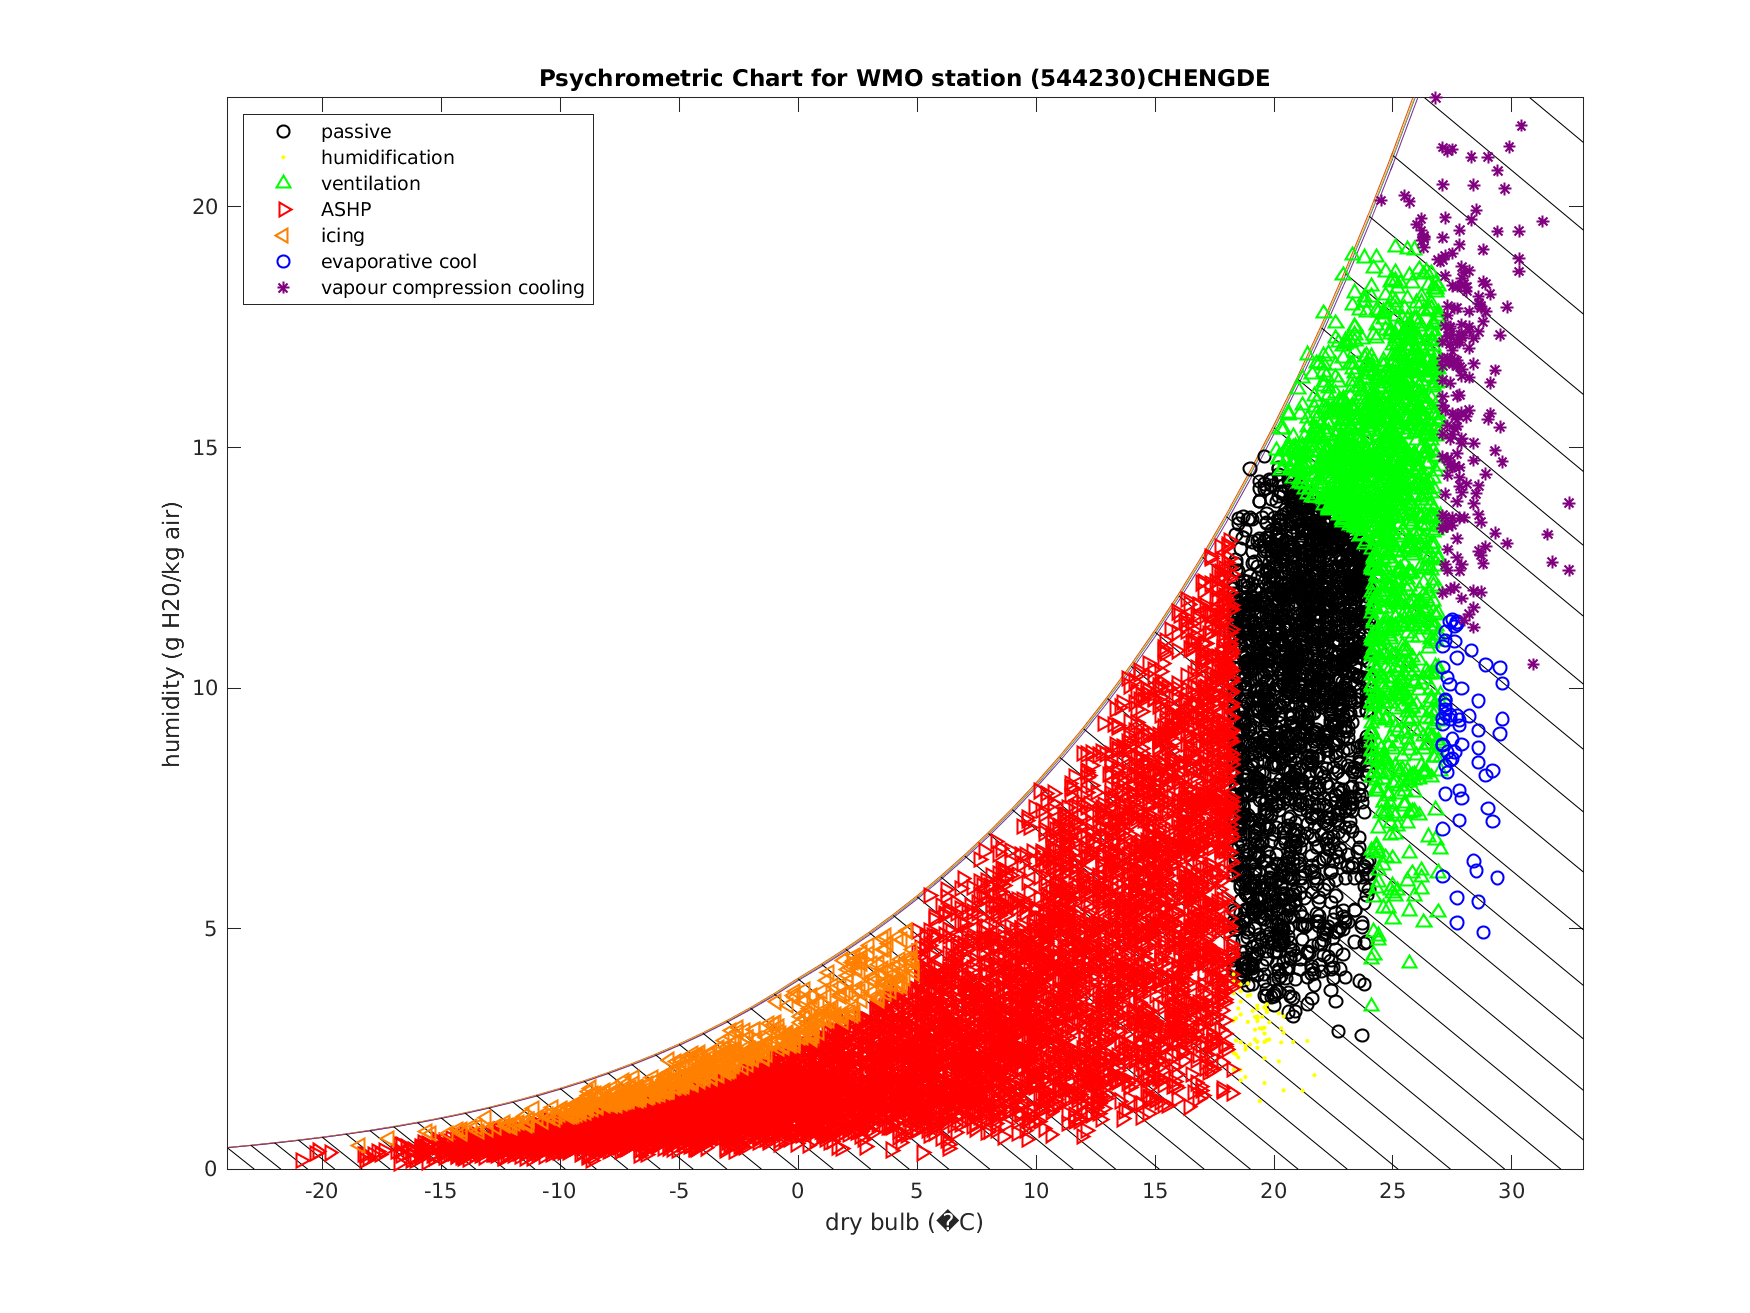 Psychrometric Chart for WMO station (544230)CHENGDE
passive
humidification
ventilation
ASHP
icing
evaporative cool
vapour compression cooling
20
15
10
5
0
humidity (g H20/kg air)
-20 -15 -10 -5 0 5 10 15 20 25 30
dry bulb (�C)